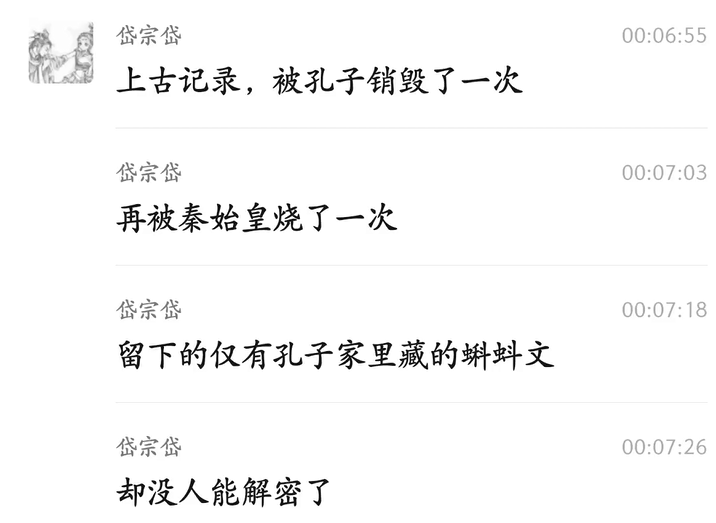 岱宗岱 00:06:55
上古记录，被孔子销毁了一次
岱宗岱 00:07:03
再被秦始皇烧了一次
岱宗岱 00:07:18
留下的仅有孔子家里藏的蝌蚪文
岱宗岱 00:07:26
却没人能解密了